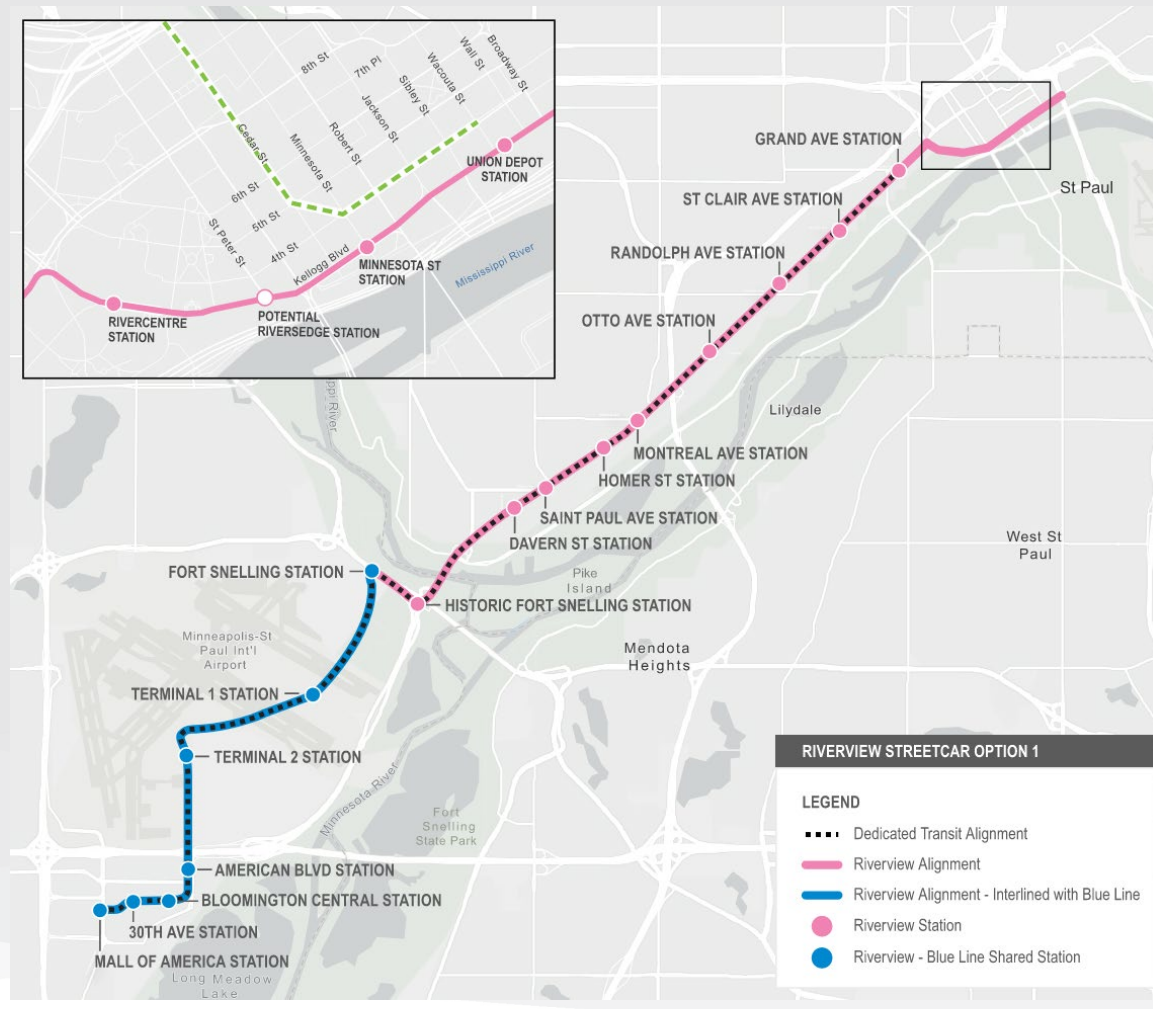 8th St
7th Pl
Sibley St
Wacouta St
Wall St
Broadway St
Jackson St
Robert St
Minnesota St
Cedar St
6th St
5th St
4th St
St Peter St
Kellogg Blvd
UNION DEPOT
STATION
MINNESOTA ST
STATION
Mississippi River
POTENTIAL
RIVERSEDGE STATION
RIVERCENTRE
STATION
GRAND AVE STATION
St Paul
ST CLAIR AVE STATION
RANDOLPH AVE STATION
OTTO AVE STATION
ppi River
Lilydale
MONTREAL AVE STATION
HOMER ST STATION
SAINT PAUL AVE STATION
DAVERN ST STATION
West St
Paul
FORT SNELLING STATION
Pike
Island
HISTORIC FORT SNELLING STATION
Minneapolis-St
Paul Int'l
Airport
Mendota
Heights
TERMINAL 1 STATION
TERMINAL 2 STATION
Minnesota River
Fort
Snelling
State Park
AMERICAN BLVD STATION
BLOOMINGTON CENTRAL STATION
30TH AVE STATION
MALL OF AMERICA STATION
Long Meadow
Lake
RIVERVIEW STREETCAR OPTION 1
LEGEND
Dedicated Transit Alignment
Riverview Alignment
Riverview Alignment - Interlined with Blue Line
Riverview Station
Riverview - Blue Line Shared Station